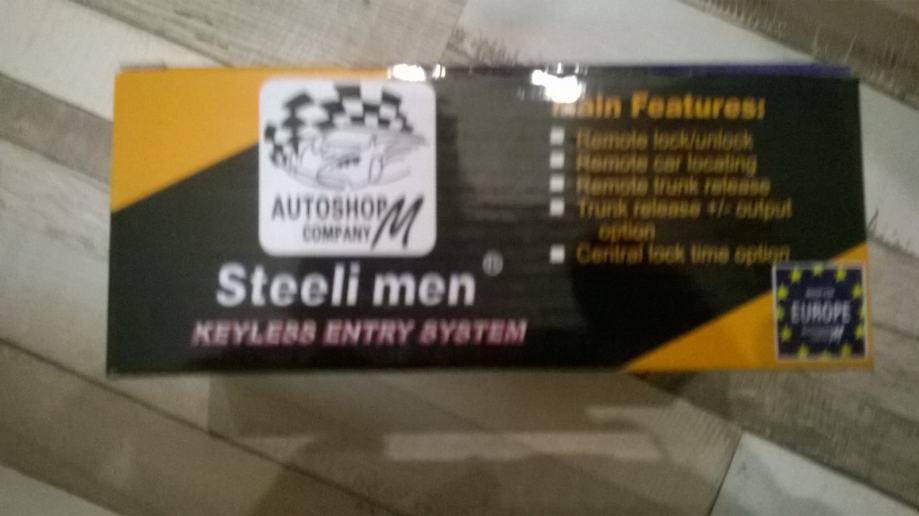 AUTOSHOP M
COMPANY
Steeli men ®
KEYLESS ENTRY SYSTEM
Main Features:
Remote lock/unlock
Remote car locating
Remote trunk release
Trunk release +/- output
option
Central lock time option
EUROPE